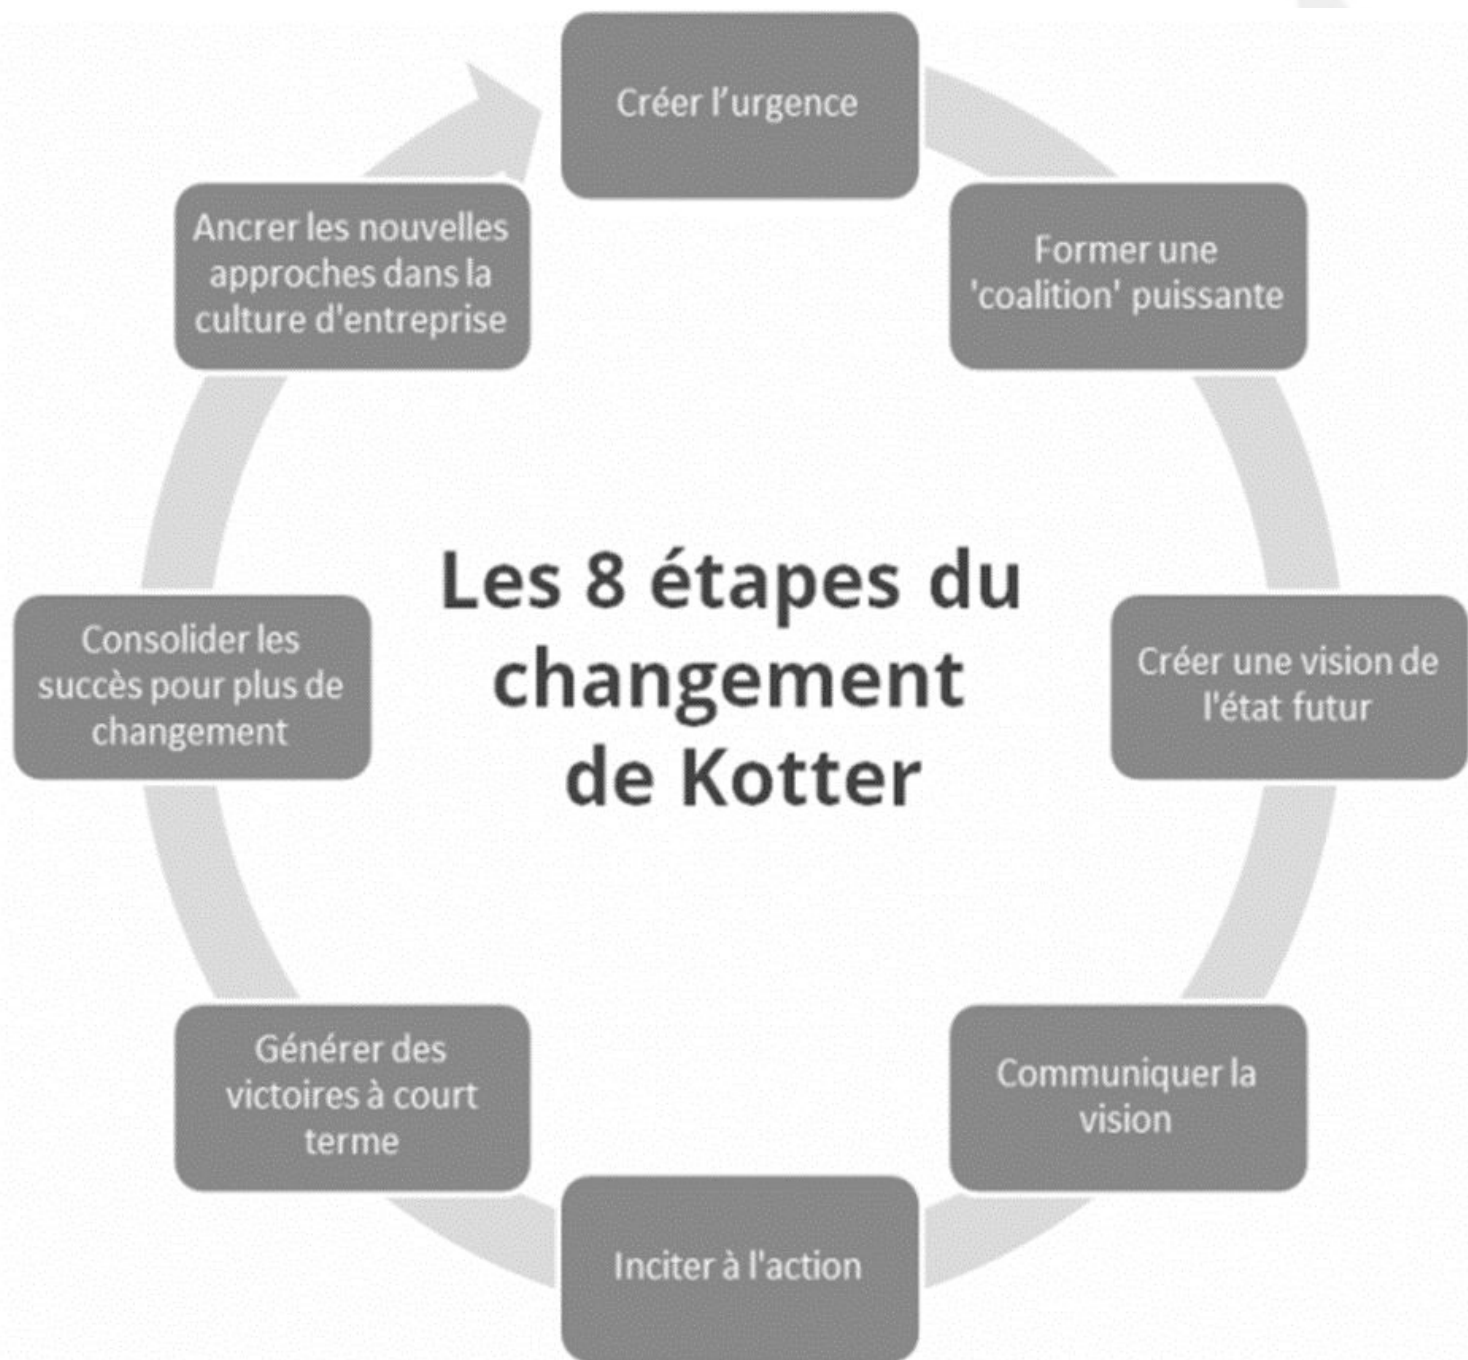 Créer l’urgence
Former une
'coalition' puissante
Créer une vision de
l'état futur
Communiquer la
vision
Inciter à l'action
Générer des
victoires à court
terme
Consolider les
succès pour plus de
changement
Ancrer les nouvelles
approches dans la
culture d'entreprise
Les 8 étapes du
changement
de Kotter